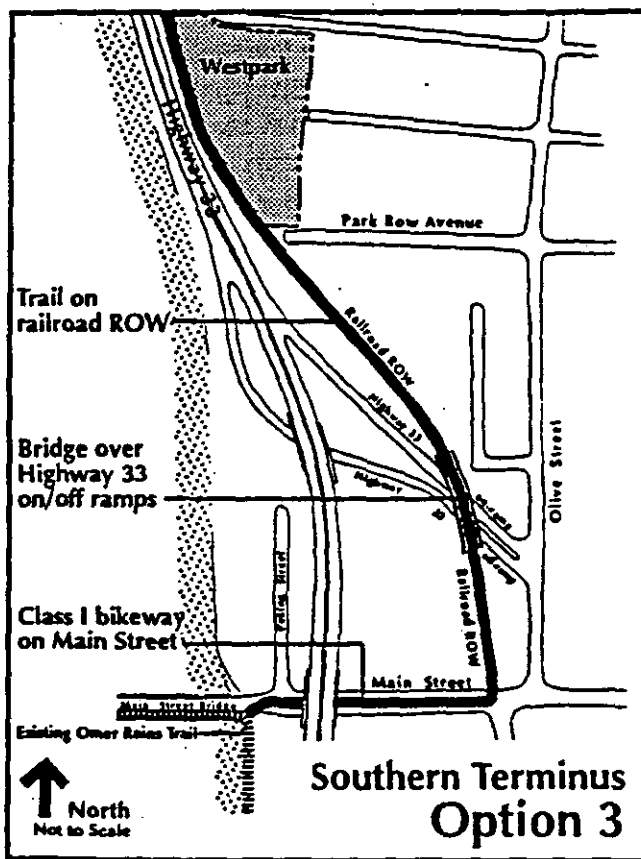 Westpark
Highway 33
Park Row Avenue
Trail on
railroad ROW
Railroad ROW
Highway 33
Olive Street
Bridge over
Highway 33
on/off ramps
Highway
33
Railroad ROW
Class I bikeway
on Main Street
Main Street
Main Street Bridge
Existing Omer Rains Trail
North
Not to Scale
Southern Terminus
Option 3